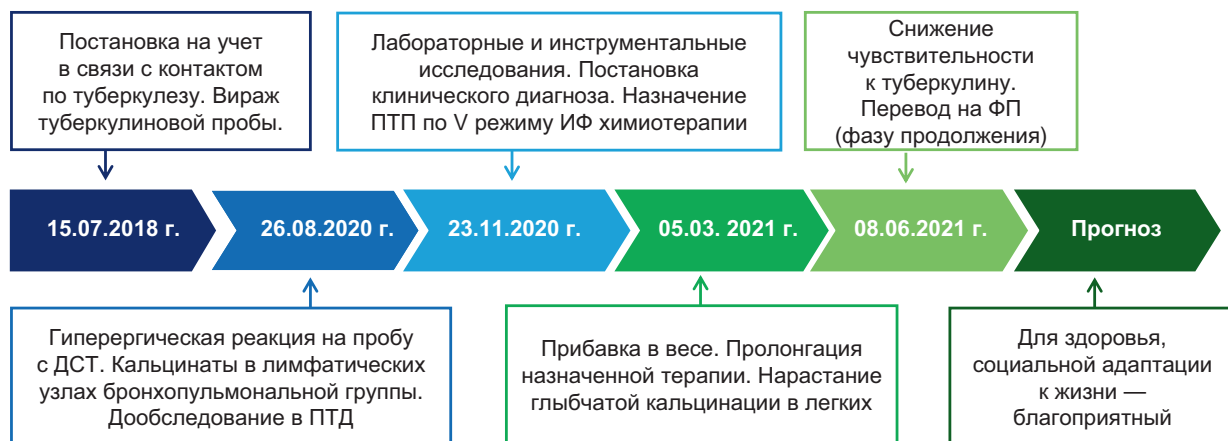 Постановка на учет
в связи с контактом
по туберкулезу. Вираж
туберкулиновой пробы.
Лабораторные и инструментальные
исследования. Постановка
клинического диагноза. Назначение
ПТП по V режиму ИФ химиотерапии
Снижение
чувствительности
к туберкулину.
Перевод на ФП
(фазу продолжения)
15.07.2018 г.
26.08.2020 г.
23.11.2020 г.
05.03. 2021 г.
08.06.2021 г.
Прогноз
Гиперергическая реакция на пробу
с ДСТ. Кальцинаты в лимфатических
узлах бронхопульмональной группы.
Дообследование в ПТД
Прибавка в весе. Пролонгация
назначенной терапии. Нарастание
глыбчатой кальцинации в легких
Для здоровья,
социальной адаптации
к жизни —
благоприятный